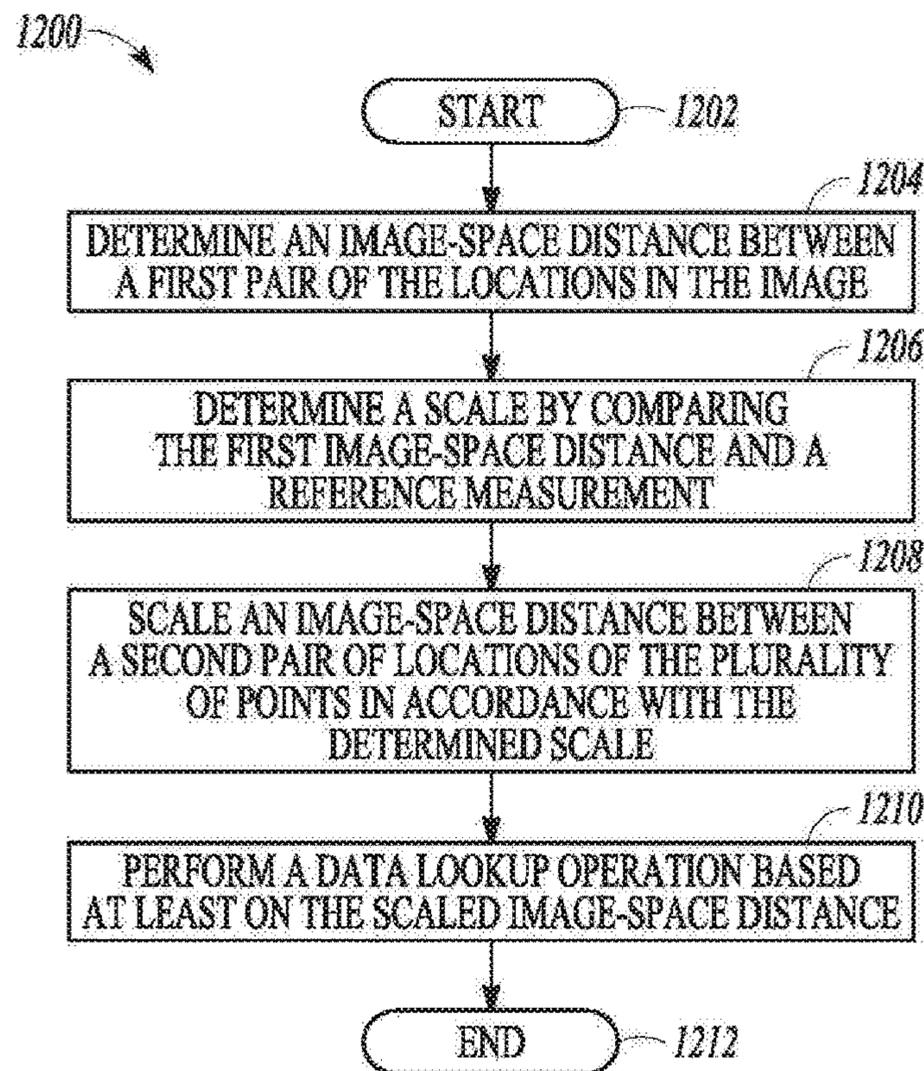 1200
START
1202
1204
DETERMINE AN IMAGE-SPACE DISTANCE BETWEEN
A FIRST PAIR OF THE LOCATIONS IN THE IMAGE
1206
DETERMINE A SCALE BY COMPARING
THE FIRST IMAGE-SPACE DISTANCE AND A
REFERENCE MEASUREMENT
1208
SCALE AN IMAGE-SPACE DISTANCE BETWEEN
A SECOND PAIR OF LOCATIONS OF THE PLURALITY
OF POINTS IN ACCORDANCE WITH THE
DETERMINED SCALE
1210
PERFORM A DATA LOOKUP OPERATION BASED
AT LEAST ON THE SCALED IMAGE-SPACE DISTANCE
END
1212